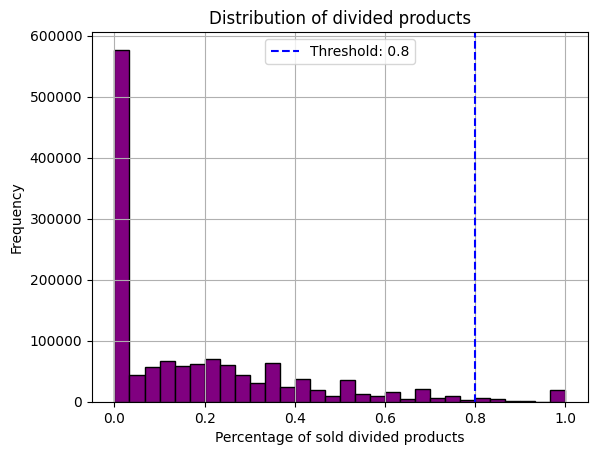 Distribution of divided products
Threshold: 0.8
Frequency
600000
500000
400000
300000
200000
100000
0
0.0 0.2 0.4 0.6 0.8 1.0
Percentage of sold divided products